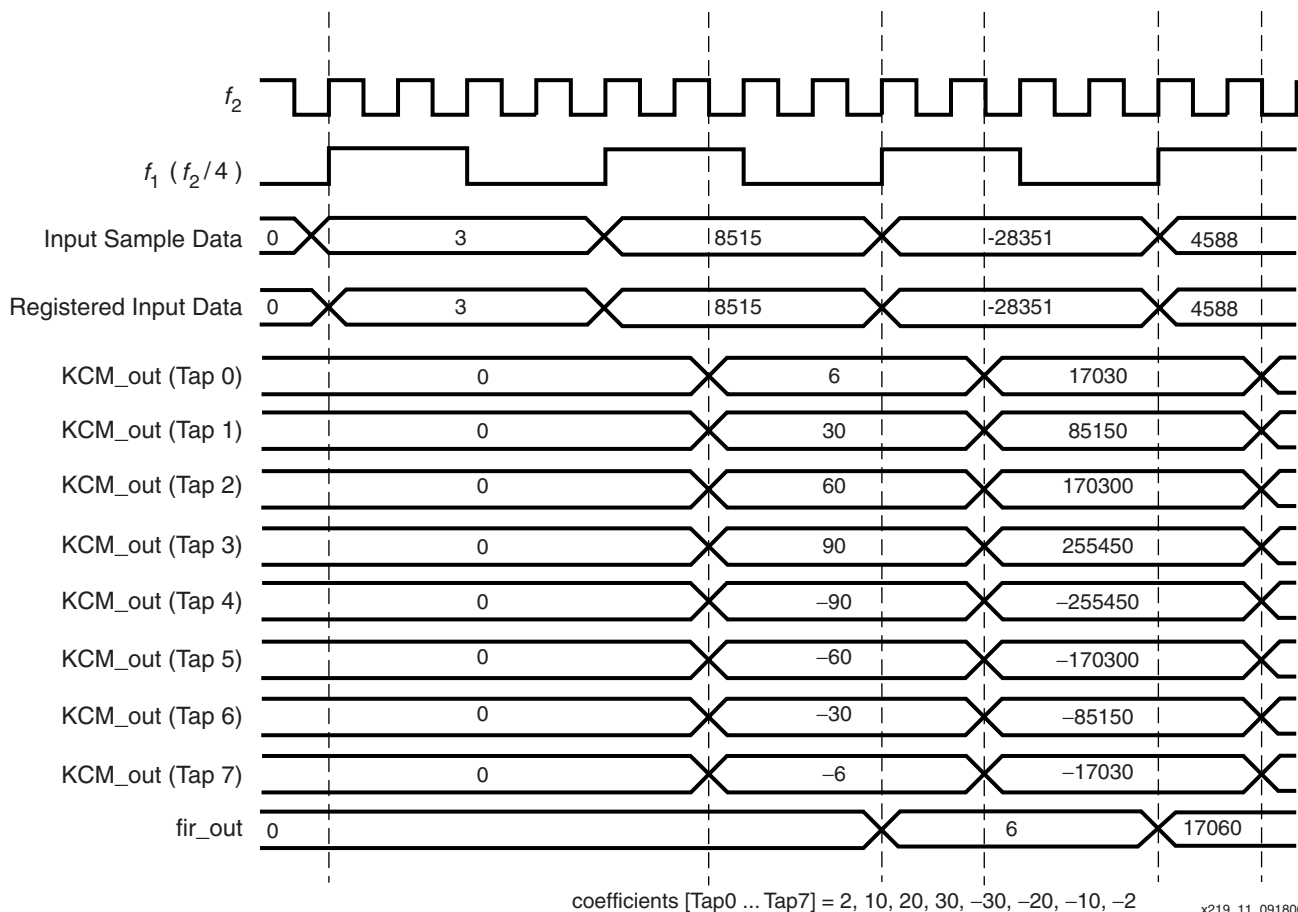 f2
f1 ( f2 / 4 )
Input Sample Data 0 3 8515 -28351 4588
Registered Input Data 0 3 8515 -28351 4588
KCM_out (Tap 0) 0 6 17030
KCM_out (Tap 1) 0 30 85150
KCM_out (Tap 2) 0 60 170300
KCM_out (Tap 3) 0 90 255450
KCM_out (Tap 4) 0 –90 –255450
KCM_out (Tap 5) 0 –60 –170300
KCM_out (Tap 6) 0 –30 –85150
KCM_out (Tap 7) 0 –6 –17030
fir_out 0 6 17060
coefficients [Tap0 ... Tap7] = 2, 10, 20, 30, –30, –20, –10, –2